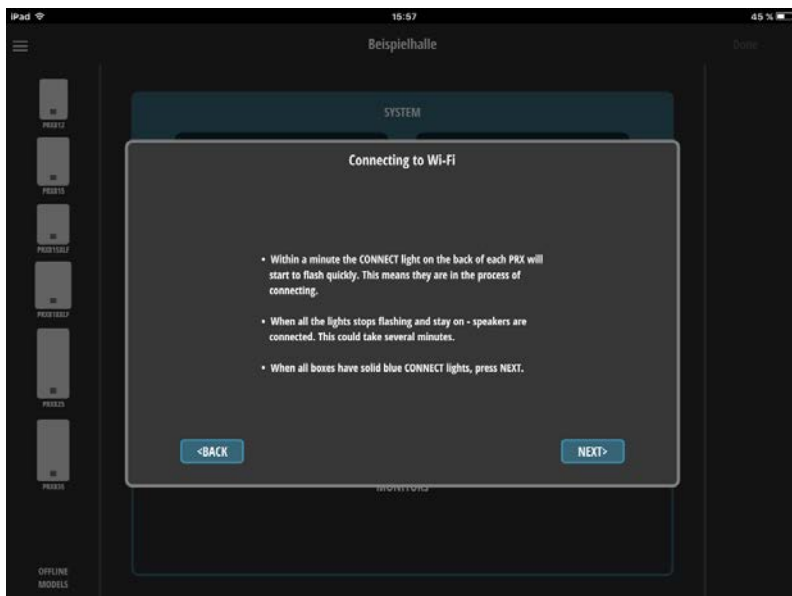 iPad 15:57 45 %
Beispielhalle Done
SYSTEM
PRX812
PRX815
PRX815XLF
PRX818XLF
PRX825
PRX835
OFFLINE
MODELS
Connecting to Wi-Fi
• Within a minute the CONNECT light on the back of each PRX will
start to flash quickly. This means they are in the process of
connecting.
• When all the lights stops flashing and stay on - speakers are
connected. This could take several minutes.
• When all boxes have solid blue CONNECT lights, press NEXT.
<BACK NEXT>
MONITORS